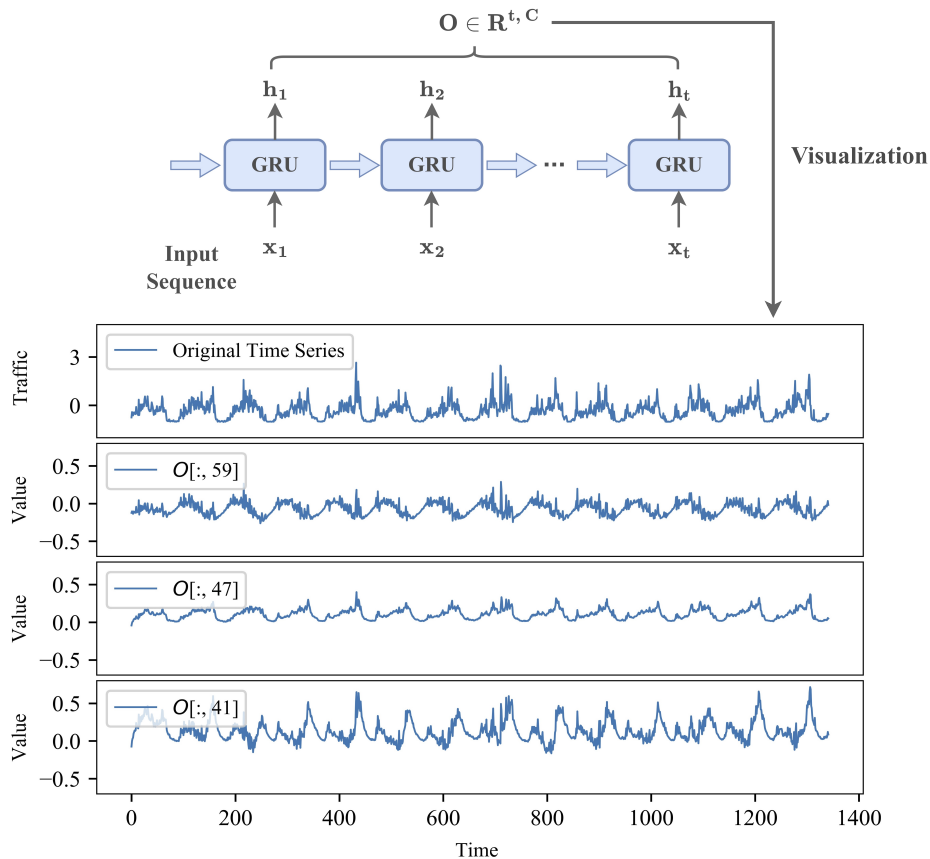 O ∈ R^{t, C}
h₁ h₂ hₜ
GRU GRU ... GRU
Visualization
x₁ x₂ xₜ
Input
Sequence
Original Time Series
Traffic
3
0
O[:, 59]
Value
0.5
0.0
−0.5
O[:, 47]
Value
0.5
0.0
−0.5
O[:, 41]
Value
0.5
0.0
−0.5
0 200 400 600 800 1000 1200 1400
Time